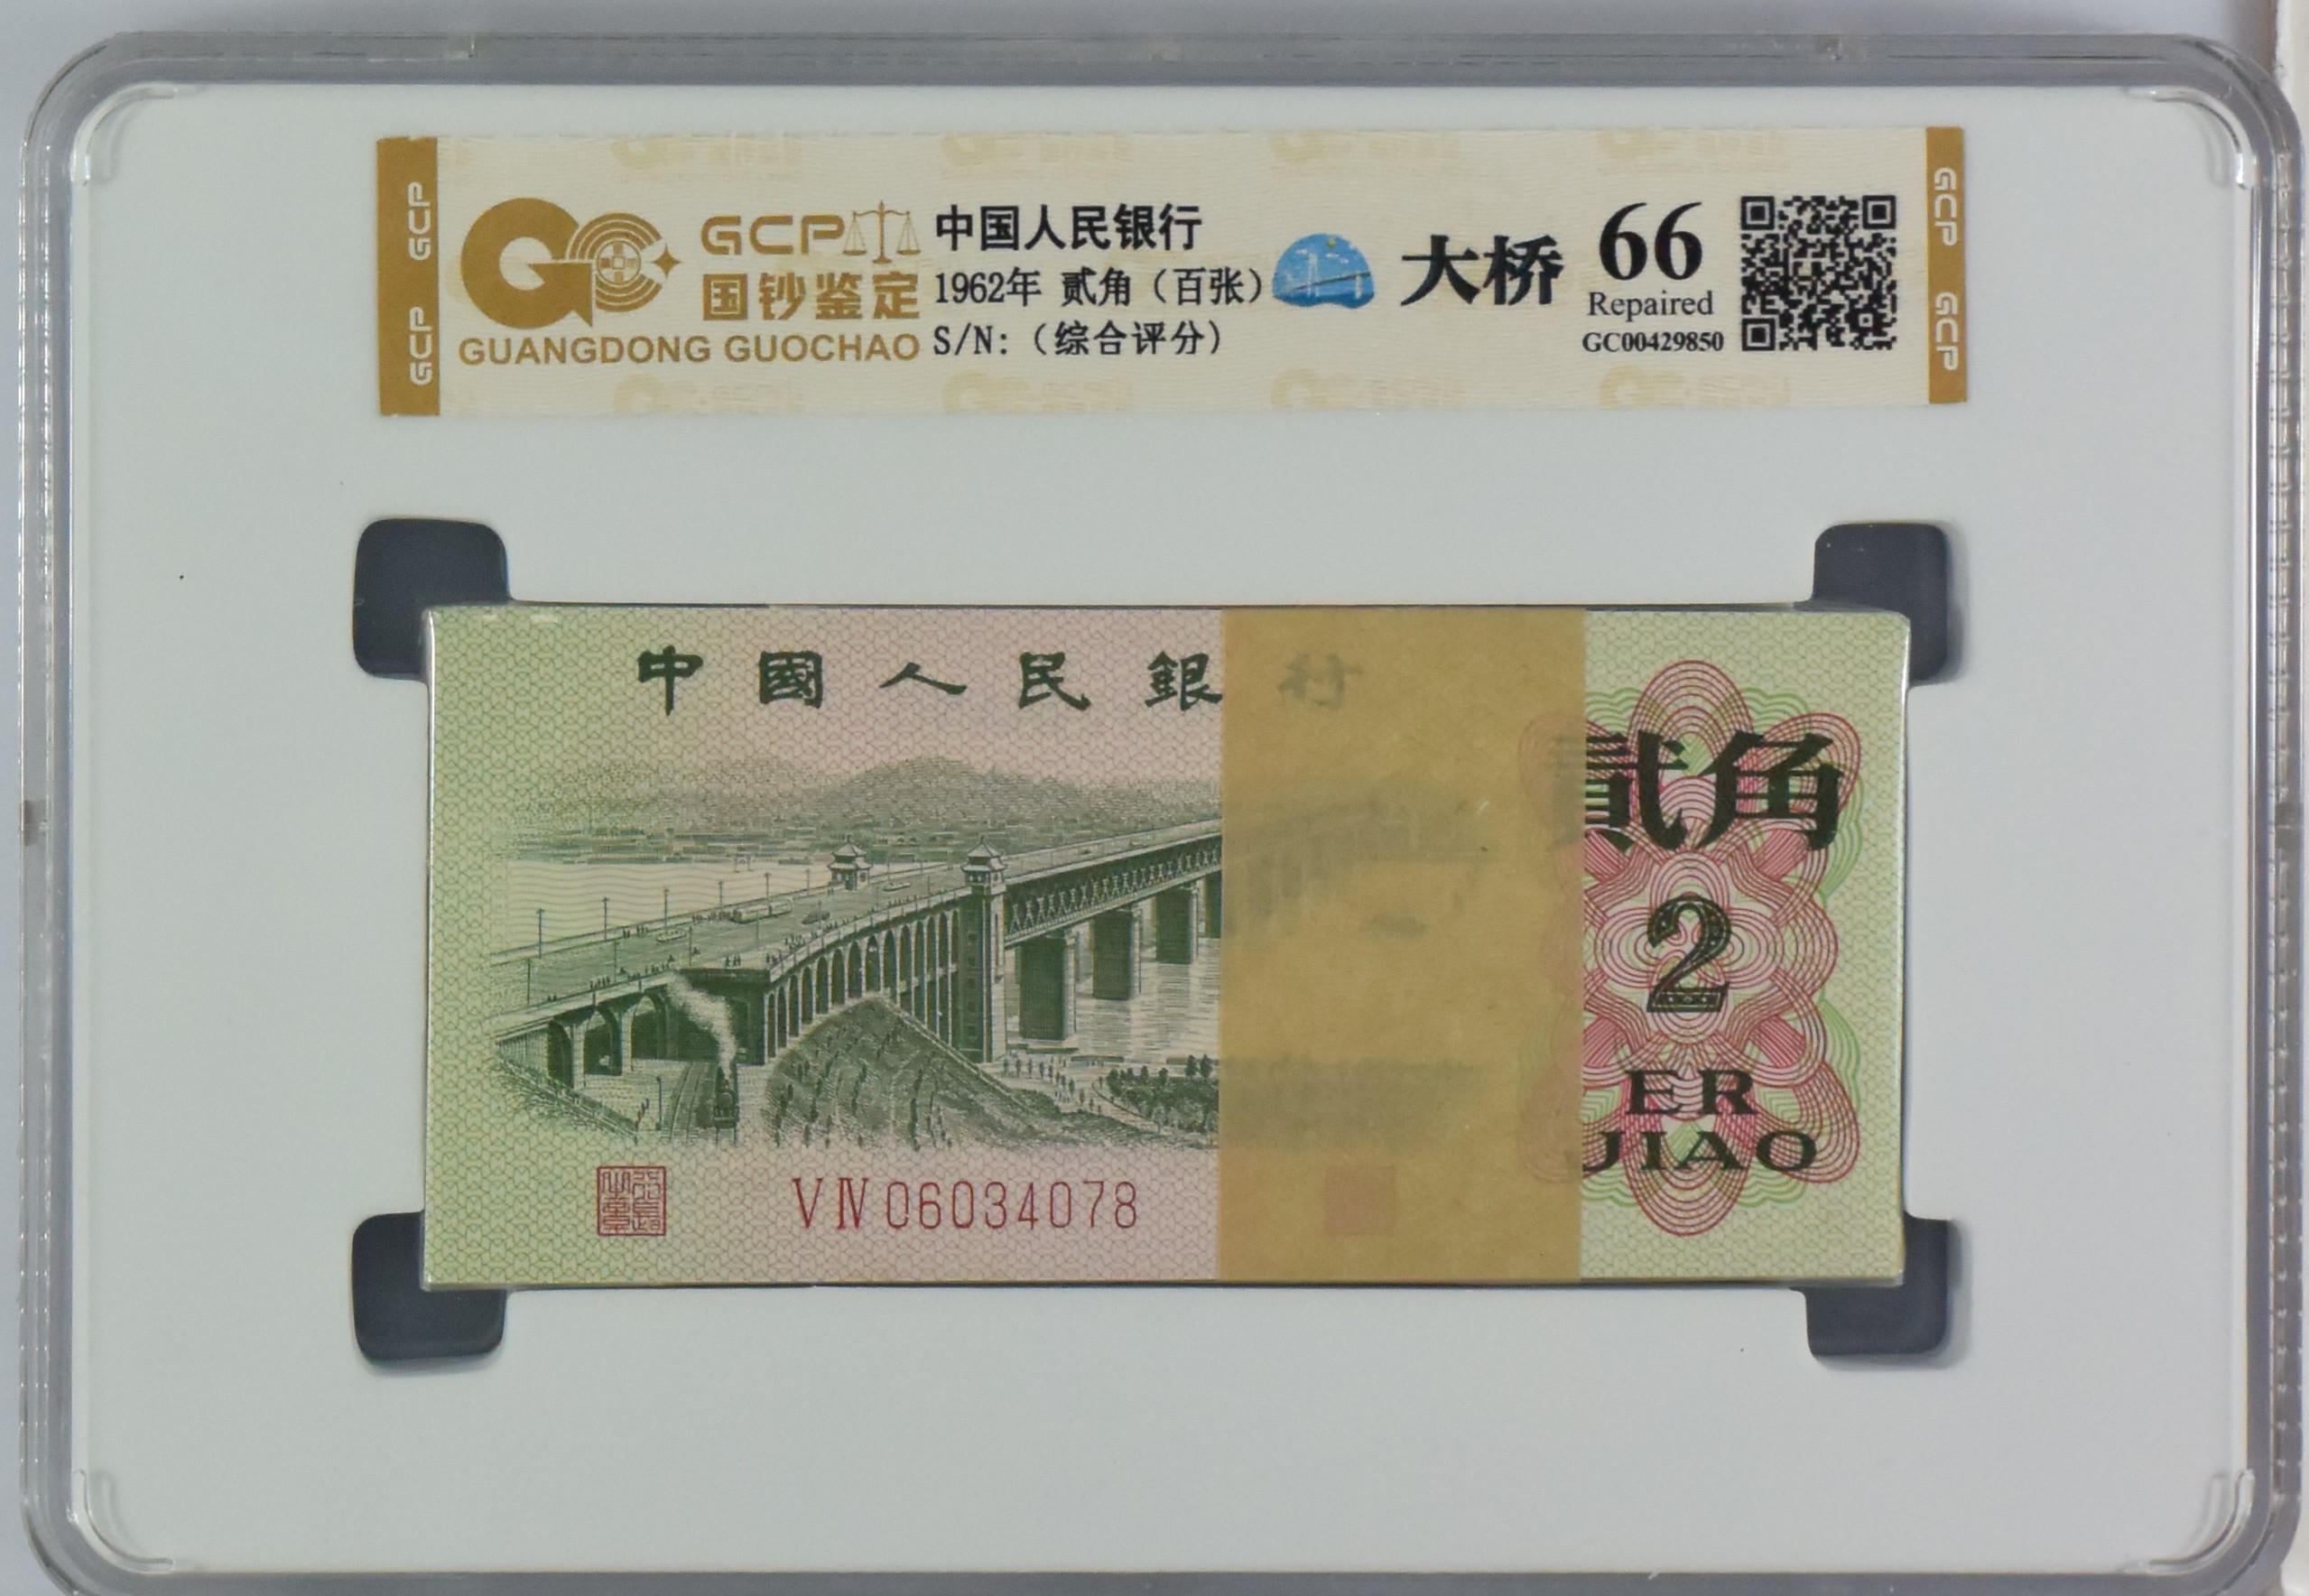 GCP
GCP
GCP
国钞鉴定
GUANGDONG GUOCHAO
中国人民银行
1962年 贰角（百张）
S/N:（综合评分）
大桥
66
Repaired
GC00429850
GCP
GCP
中國人民銀行
貳角
2
ER
JIAO
VⅣ06034078